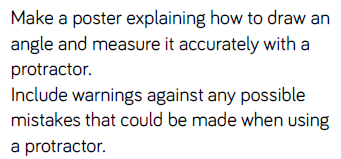 Make a poster explaining how to draw an
angle and measure it accurately with a
protractor.
Include warnings against any possible
mistakes that could be made when using
a protractor.